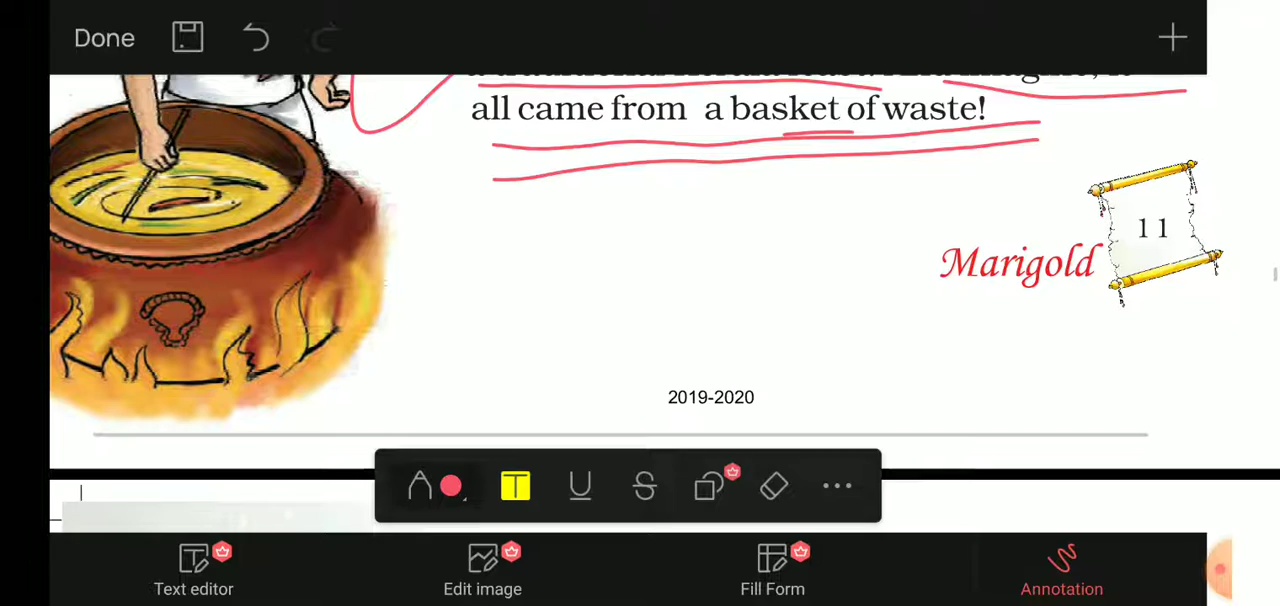 Done
all came from a basket of waste!
11
Marigold
2019-2020
T
U
S
Text editor
Edit image
Fill Form
Annotation